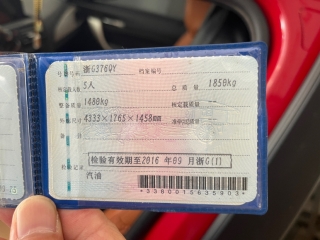 号牌号码 浙G376QY 档案编号
核定载人数 5人 总质量 1850kg
整备质量 1480kg 核定载质量 --
外廓尺寸 4333×1765×1458mm 准牵引总质量 --
检验有效期至2016年09月浙G(I)
检验记录
汽油
*3380015635903*